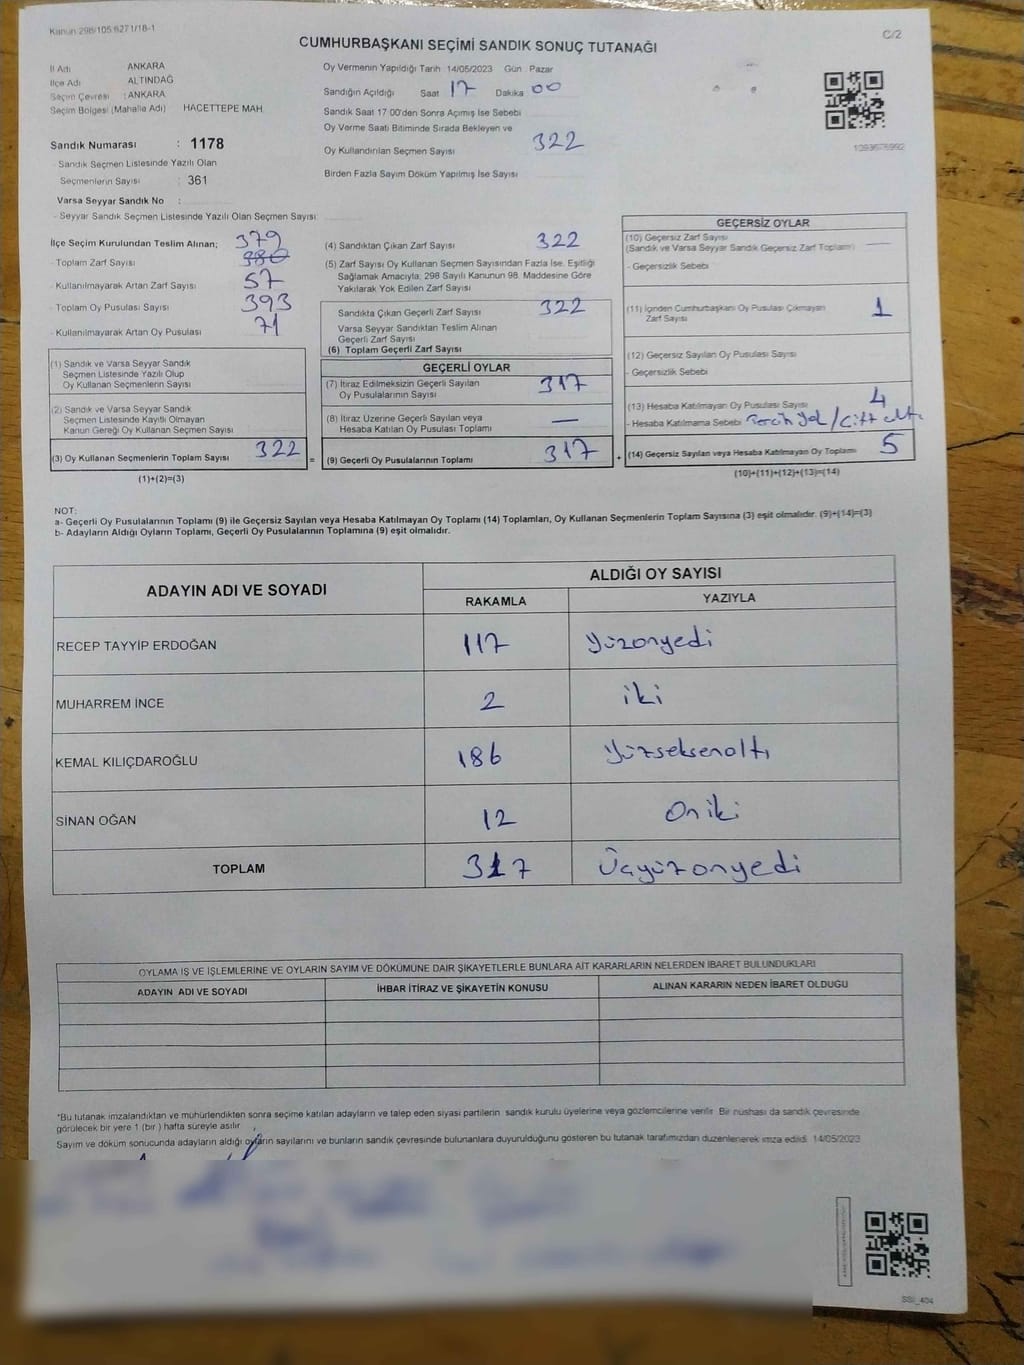 Kanun 298/105 6271/18-1
C/2
CUMHURBAŞKANI SEÇİMİ SANDIK SONUÇ TUTANAĞI
İl Adı ANKARA
İlçe Adı ALTINDAĞ
Seçim Çevresi : ANKARA
Seçim Bölgesi (Mahalle Adı) HACETTEPE MAH.
Sandık Numarası : 1178
- Sandık Seçmen Listesinde Yazılı Olan
Seçmenlerin Sayısı : 361
Varsa Seyyar Sandık No :
- Seyyar Sandık Seçmen Listesinde Yazılı Olan Seçmen Sayısı:
Oy Vermenin Yapıldığı Tarih 14/05/2023 Gün Pazar
Sandığın Açıldığı Saat 17 Dakika 00
Sandık Saat 17 00'den Sonra Açılmış İse Sebebi
Oy Verme Saati Bitiminde Sırada Bekleyen ve
Oy Kullandırılan Seçmen Sayısı 322
Birden Fazla Sayım Döküm Yapılmış İse Sayısı
İlçe Seçim Kurulundan Teslim Alınan; 379
- Toplam Zarf Sayısı 380
- Kullanılmayarak Artan Zarf Sayısı 57
- Toplam Oy Pusulası Sayısı 393
- Kullanılmayarak Artan Oy Pusulası 71
(1) Sandık ve Varsa Seyyar Sandık
Seçmen Listesinde Yazılı Olup
Oy Kullanan Seçmenlerin Sayısı
(2) Sandık ve Varsa Seyyar Sandık
Seçmen Listesinde Kayıtlı Olmayan
Kanun Gereği Oy Kullanan Seçmen Sayısı
(3) Oy Kullanan Seçmenlerin Toplam Sayısı 322 =
(1)+(2)=(3)
(4) Sandıktan Çıkan Zarf Sayısı 322
(5) Zarf Sayısı Oy Kullanan Seçmen Sayısından Fazla İse, Eşitliği
Sağlamak Amacıyla, 298 Sayılı Kanunun 98. Maddesine Göre
Yakılarak Yok Edilen Zarf Sayısı
Sandıkta Çıkan Geçerli Zarf Sayısı 322
Varsa Seyyar Sandıktan Teslim Alınan
Geçerli Zarf Sayısı
(6) Toplam Geçerli Zarf Sayısı
GEÇERLİ OYLAR
(7) İtiraz Edilmeksizin Geçerli Sayılan
Oy Pusulalarının Sayısı 317
(8) İtiraz Üzerine Geçerli Sayılan veya
Hesaba Katılan Oy Pusulası Toplamı —
(9) Geçerli Oy Pusulalarının Toplamı 317 +
GEÇERSİZ OYLAR
(10) Geçersiz Zarf Sayısı
(Sandık ve Varsa Seyyar Sandık Geçersiz Zarf Toplamı) —
- Geçersizlik Sebebi
(11) İçinden Cumhurbaşkanı Oy Pusulası Çıkmayan
Zarf Sayısı 1
(12) Geçersiz Sayılan Oy Pusulası Sayısı
- Geçersizlik Sebebi
(13) Hesaba Katılmayan Oy Pusulası Sayısı 4
- Hesaba Katılmama Sebebi
(14) Geçersiz Sayılan veya Hesaba Katılmayan Oy Toplamı 5
(10)+(11)+(12)+(13)=(14)
NOT:
a- Geçerli Oy Pusulalarının Toplamı (9) ile Geçersiz Sayılan veya Hesaba Katılmayan Oy Toplamı (14) Toplamları, Oy Kullanan Seçmenlerin Toplam Sayısına (3) eşit olmalıdır. (9)+(14)=(3)
b- Adayların Aldığı Oyların Toplamı, Geçerli Oy Pusulalarının Toplamına (9) eşit olmalıdır.
ADAYIN ADI VE SOYADI
ALDIĞI OY SAYISI
RAKAMLA YAZIYLA
RECEP TAYYİP ERDOĞAN 117 Yüzonyedi
MUHARREM İNCE 2 iki
KEMAL KILIÇDAROĞLU 186 Yüzseksenaltı
SİNAN OĞAN 12 Oniki
TOPLAM 317 Üçyüzonyedi
OYLAMA İŞ VE İŞLEMLERİNE VE OYLARIN SAYIM VE DÖKÜMÜNE DAİR ŞİKAYETLERLE BUNLARA AİT KARARLARIN NELERDEN İBARET BULUNDUKLARI
ADAYIN ADI VE SOYADI İHBAR İTİRAZ VE ŞİKAYETİN KONUSU ALINAN KARARIN NEDEN İBARET OLDUĞU
*Bu tutanak imzalandıktan ve mühürlendikten sonra seçime katılan adayların ve talep eden siyasi partilerin sandık kurulu üyelerine veya gözlemcilerine verilir. Bir nüshası da sandık çevresinde
görülecek bir yere 1 (bir) hafta süreyle asılır
Sayım ve döküm sonucunda adayların aldığı oyların sayılarını ve bunların sandık çevresinde bulunanlara duyurulduğunu gösteren bu tutanak tarafımızdan düzenlenerek imza edildi. 14/05/2023
SSI_404